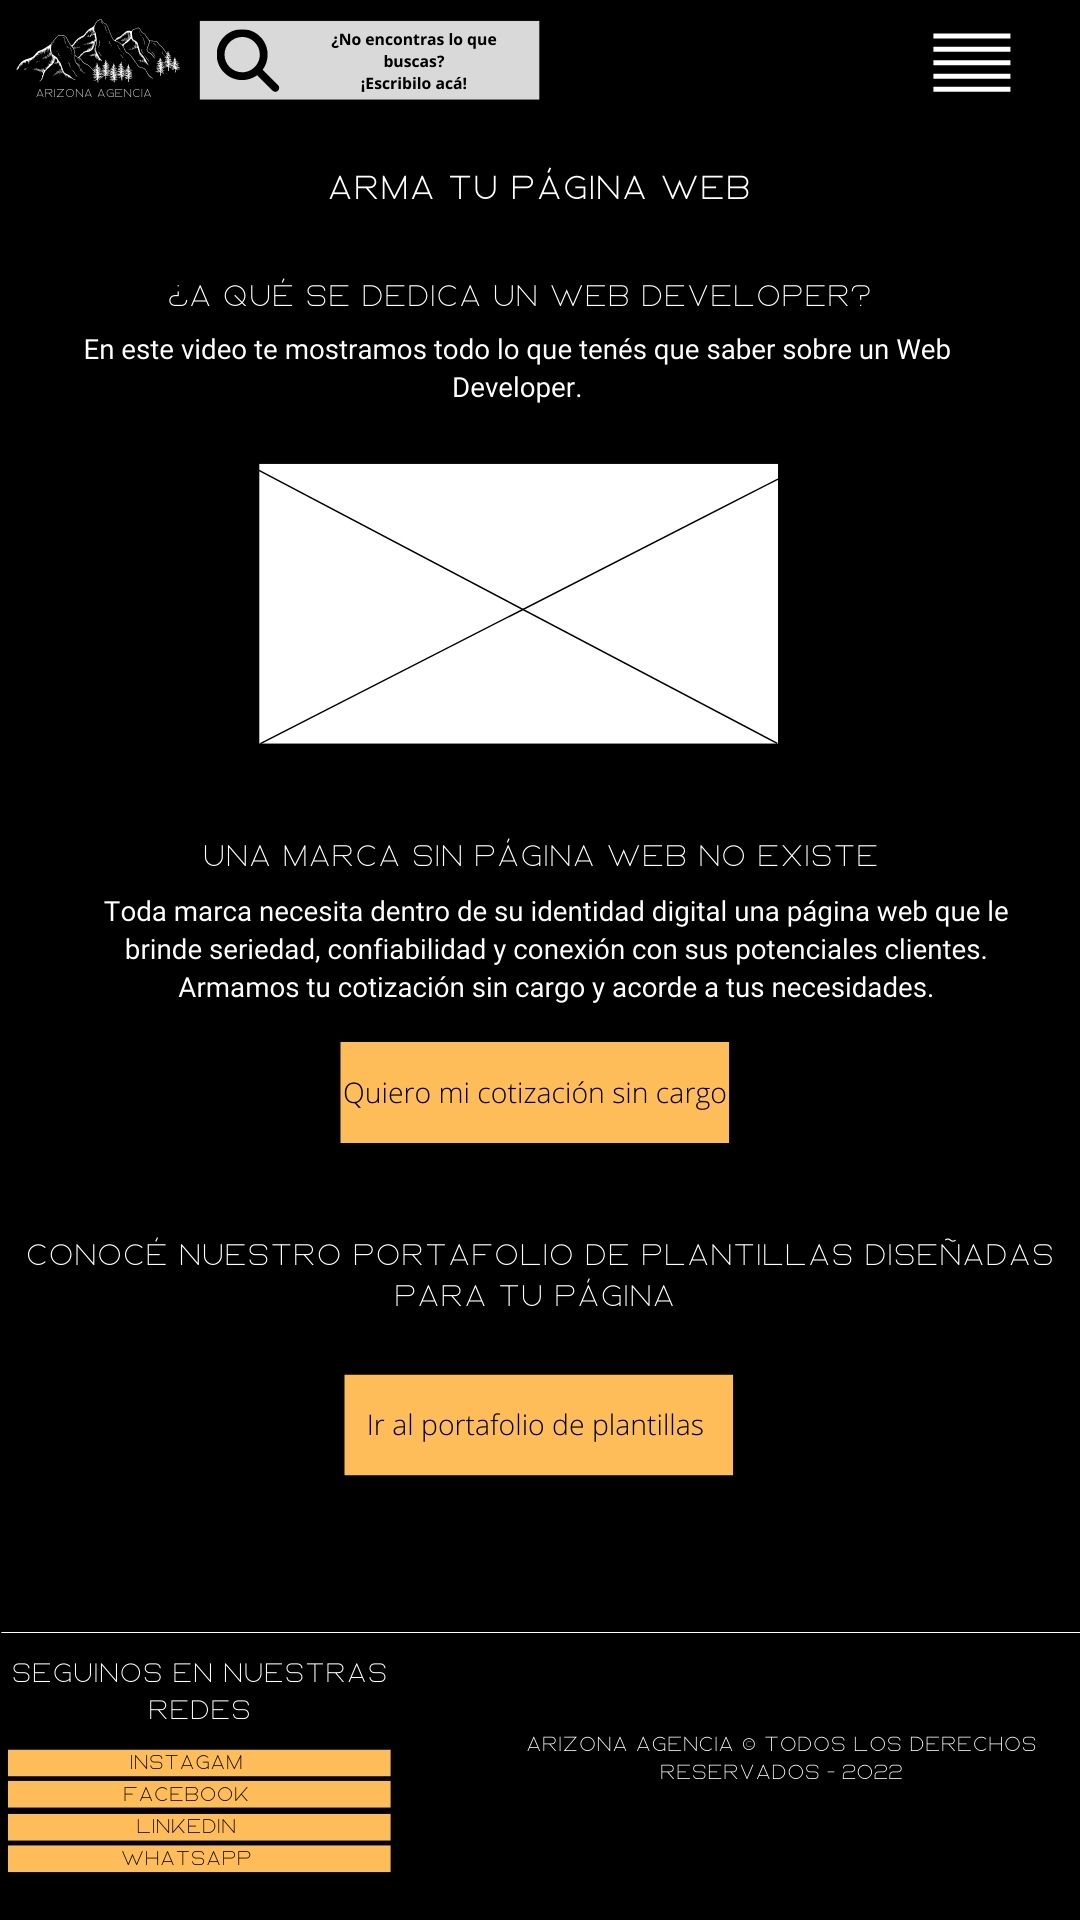 ARIZONA AGENCIA
¿No encontras lo que
buscas?
¡Escribilo acá!
ARMA TU PÁGINA WEB
¿A QUÉ SE DEDICA UN WEB DEVELOPER?
En este video te mostramos todo lo que tenés que saber sobre un Web
Developer.
UNA MARCA SIN PÁGINA WEB NO EXISTE
Toda marca necesita dentro de su identidad digital una página web que le
brinde seriedad, confiabilidad y conexión con sus potenciales clientes.
Armamos tu cotización sin cargo y acorde a tus necesidades.
Quiero mi cotización sin cargo
CONOCÉ NUESTRO PORTAFOLIO DE PLANTILLAS DISEÑADAS
PARA TU PÁGINA
Ir al portafolio de plantillas
SEGUINOS EN NUESTRAS
REDES
INSTAGAM
FACEBOOK
LINKEDIN
WHATSAPP
ARIZONA AGENCIA © TODOS LOS DERECHOS
RESERVADOS - 2022